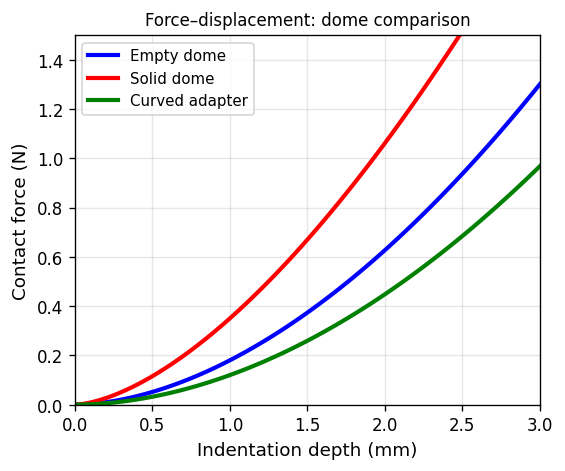 Force–displacement: dome comparison
Empty dome
Solid dome
Curved adapter
Contact force (N)
1.4
1.2
1.0
0.8
0.6
0.4
0.2
0.0
0.0 0.5 1.0 1.5 2.0 2.5 3.0
Indentation depth (mm)